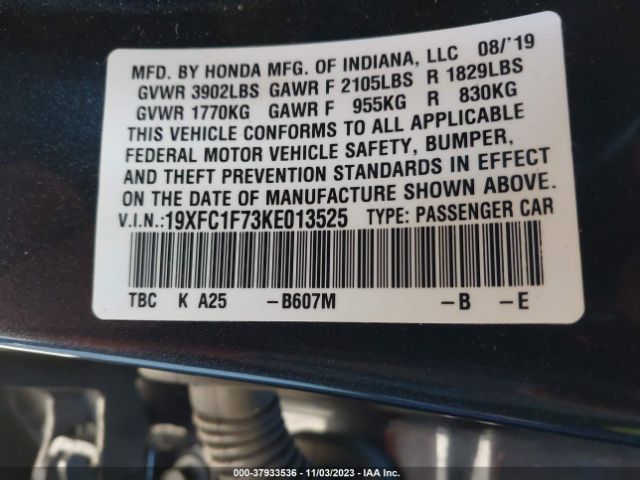 MFD. BY HONDA MFG. OF INDIANA, LLC 08/'19
GVWR 3902LBS GAWR F 2105LBS R 1829LBS
GVWR 1770KG GAWR F 955KG R 830KG
THIS VEHICLE CONFORMS TO ALL APPLICABLE
FEDERAL MOTOR VEHICLE SAFETY, BUMPER,
AND THEFT PREVENTION STANDARDS IN EFFECT
ON THE DATE OF MANUFACTURE SHOWN ABOVE.
V.I.N.:19XFC1F73KE013525 TYPE: PASSENGER CAR
TBC K A25 -B607M -B -E
000-37933536 - 11/03/2023 - IAA Inc.